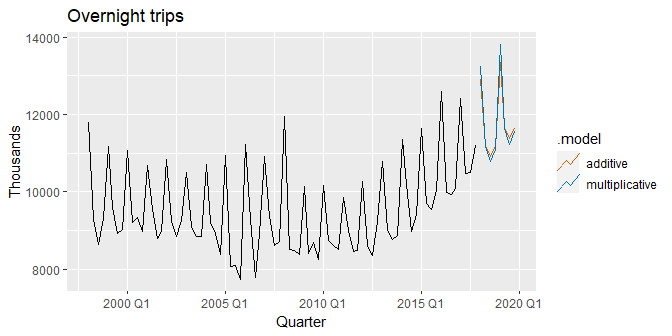 Overnight trips
14000
12000
10000
8000
Thousands
2000 Q1
2005 Q1
2010 Q1
2015 Q1
2020 Q1
Quarter
.model
additive
multiplicative